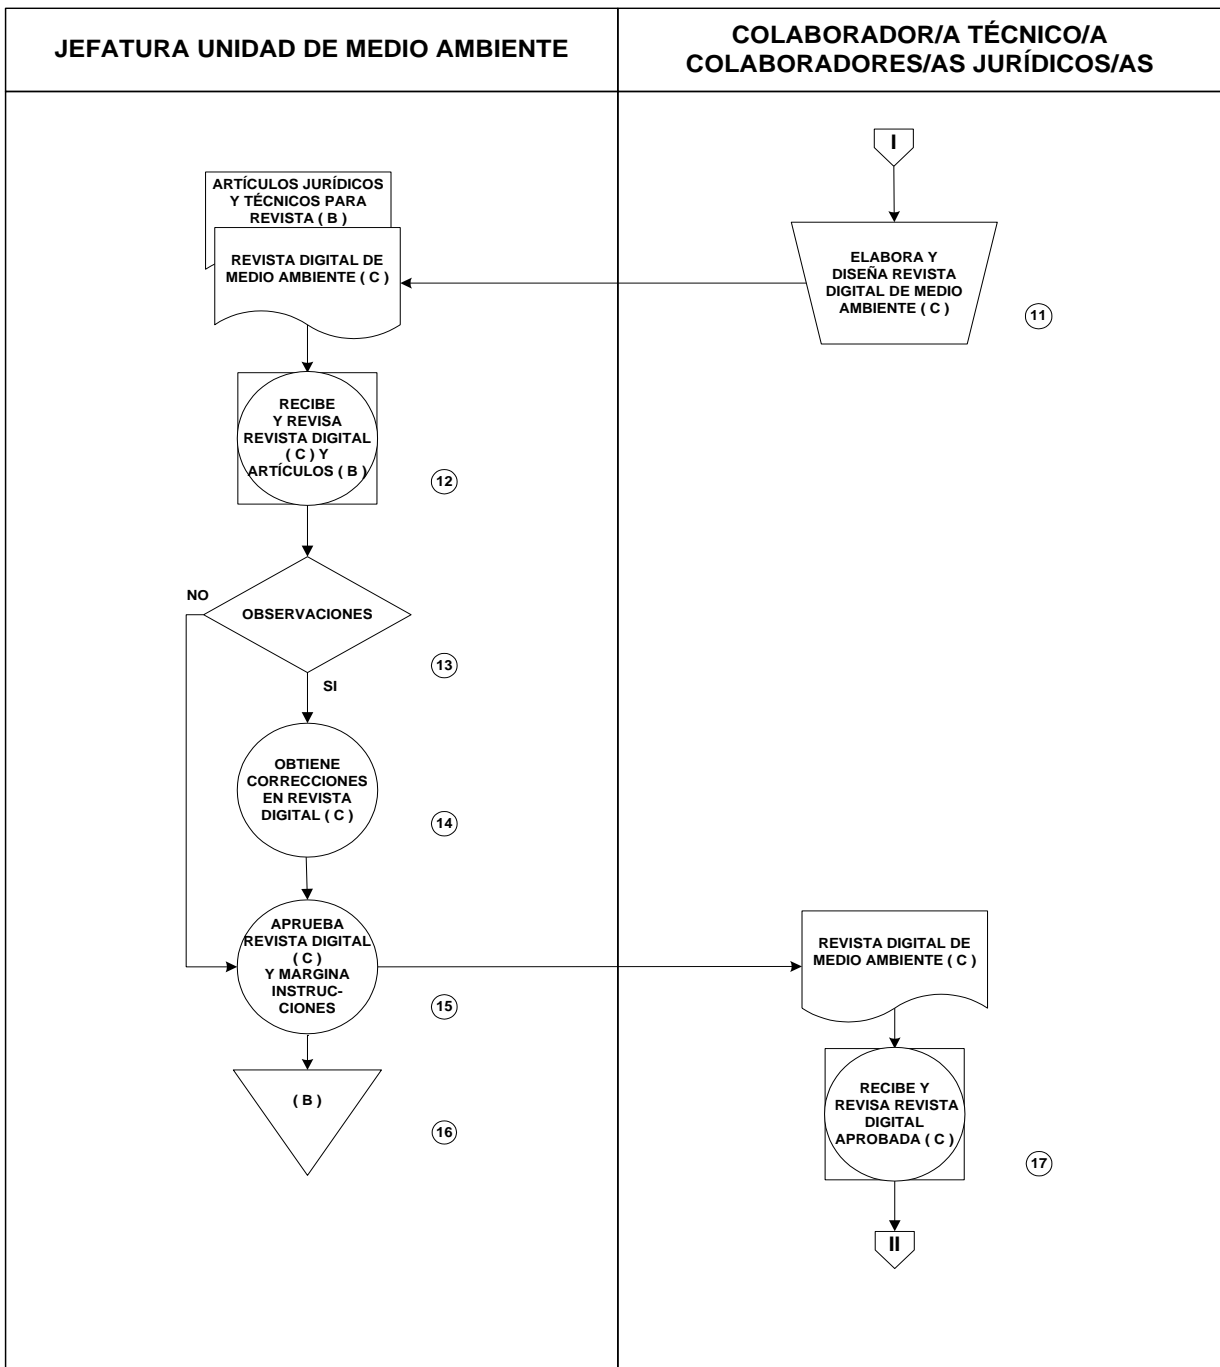 JEFATURA UNIDAD DE MEDIO AMBIENTE
COLABORADOR/A TÉCNICO/A
COLABORADORES/AS JURÍDICOS/AS
I
ARTÍCULOS JURÍDICOS
Y TÉCNICOS PARA
REVISTA ( B )
REVISTA DIGITAL DE
MEDIO AMBIENTE ( C )
ELABORA Y
DISEÑA REVISTA
DIGITAL DE MEDIO
AMBIENTE ( C )
11
RECIBE
Y REVISA
REVISTA DIGITAL
( C ) Y
ARTÍCULOS ( B )
12
NO
OBSERVACIONES
13
SI
OBTIENE
CORRECCIONES
EN REVISTA
DIGITAL ( C )
14
APRUEBA
REVISTA DIGITAL
( C )
Y MARGINA
INSTRUC-
CIONES
15
REVISTA DIGITAL DE
MEDIO AMBIENTE ( C )
( B )
16
RECIBE Y
REVISA REVISTA
DIGITAL
APROBADA ( C )
17
II